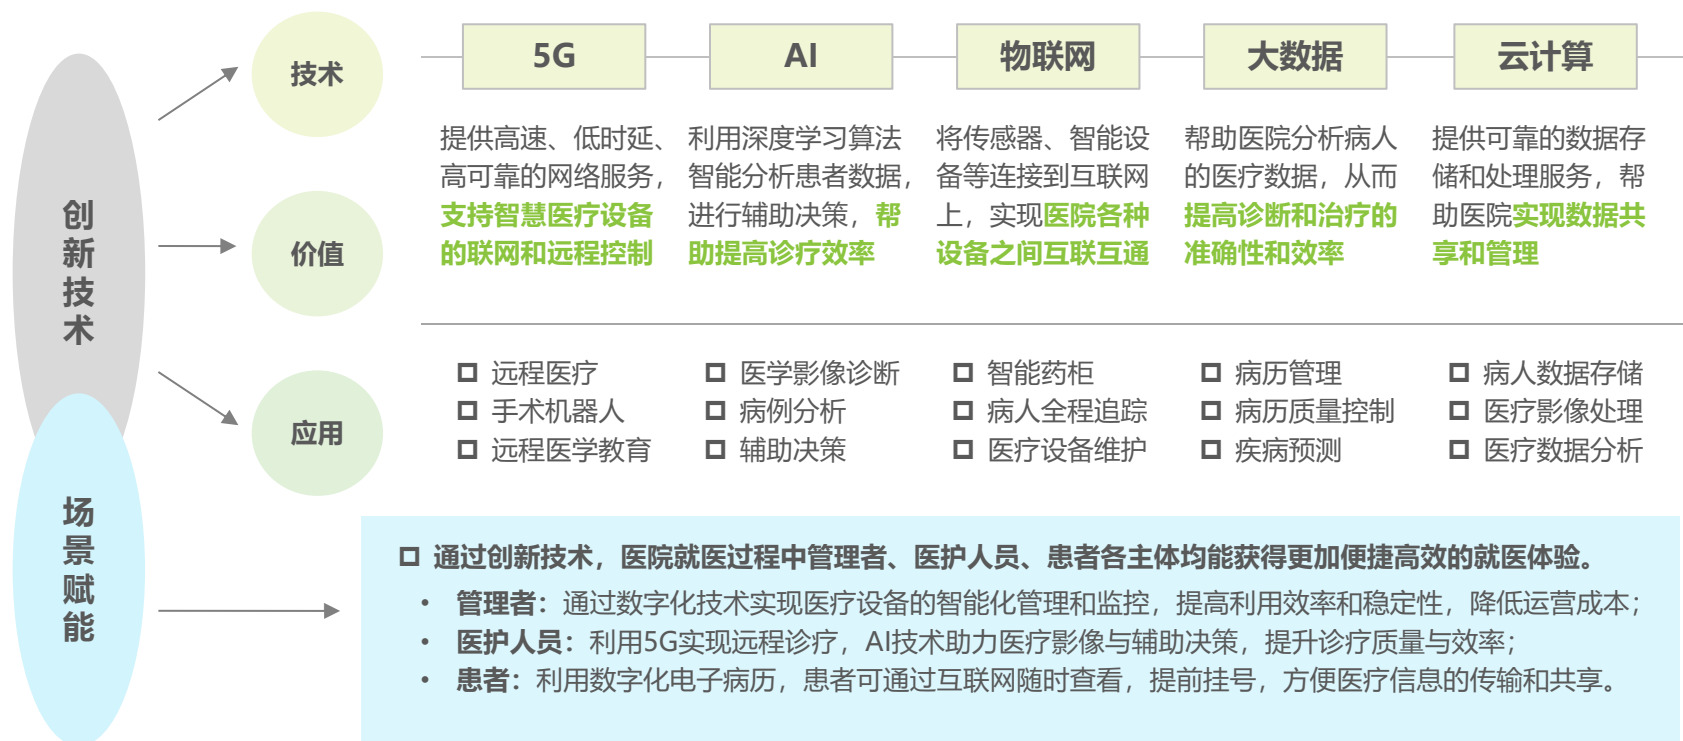 创新技术
场景赋能
技术
价值
应用
5G
提供高速、低时延、
高可靠的网络服务，
支持智慧医疗设备
的联网和远程控制
AI
利用深度学习算法
智能分析患者数据，
进行辅助决策，帮
助提高诊疗效率
物联网
将传感器、智能设
备等连接到互联网
上，实现医院各种
设备之间互联互通
大数据
帮助医院分析病人
的医疗数据，从而
提高诊断和治疗的
准确性和效率
云计算
提供可靠的数据存
储和处理服务，帮
助医院实现数据共
享和管理
远程医疗
手术机器人
远程医学教育
医学影像诊断
病例分析
辅助决策
智能药柜
病人全程追踪
医疗设备维护
病历管理
病历质量控制
疾病预测
病人数据存储
医疗影像处理
医疗数据分析
通过创新技术，医院就医过程中管理者、医护人员、患者各主体均能获得更加便捷高效的就医体验。
• 管理者：通过数字化技术实现医疗设备的智能化管理和监控，提高利用效率和稳定性，降低运营成本；
• 医护人员：利用5G实现远程诊疗，AI技术助力医疗影像与辅助决策，提升诊疗质量与效率；
• 患者：利用数字化电子病历，患者可通过互联网随时查看，提前挂号，方便医疗信息的传输和共享。